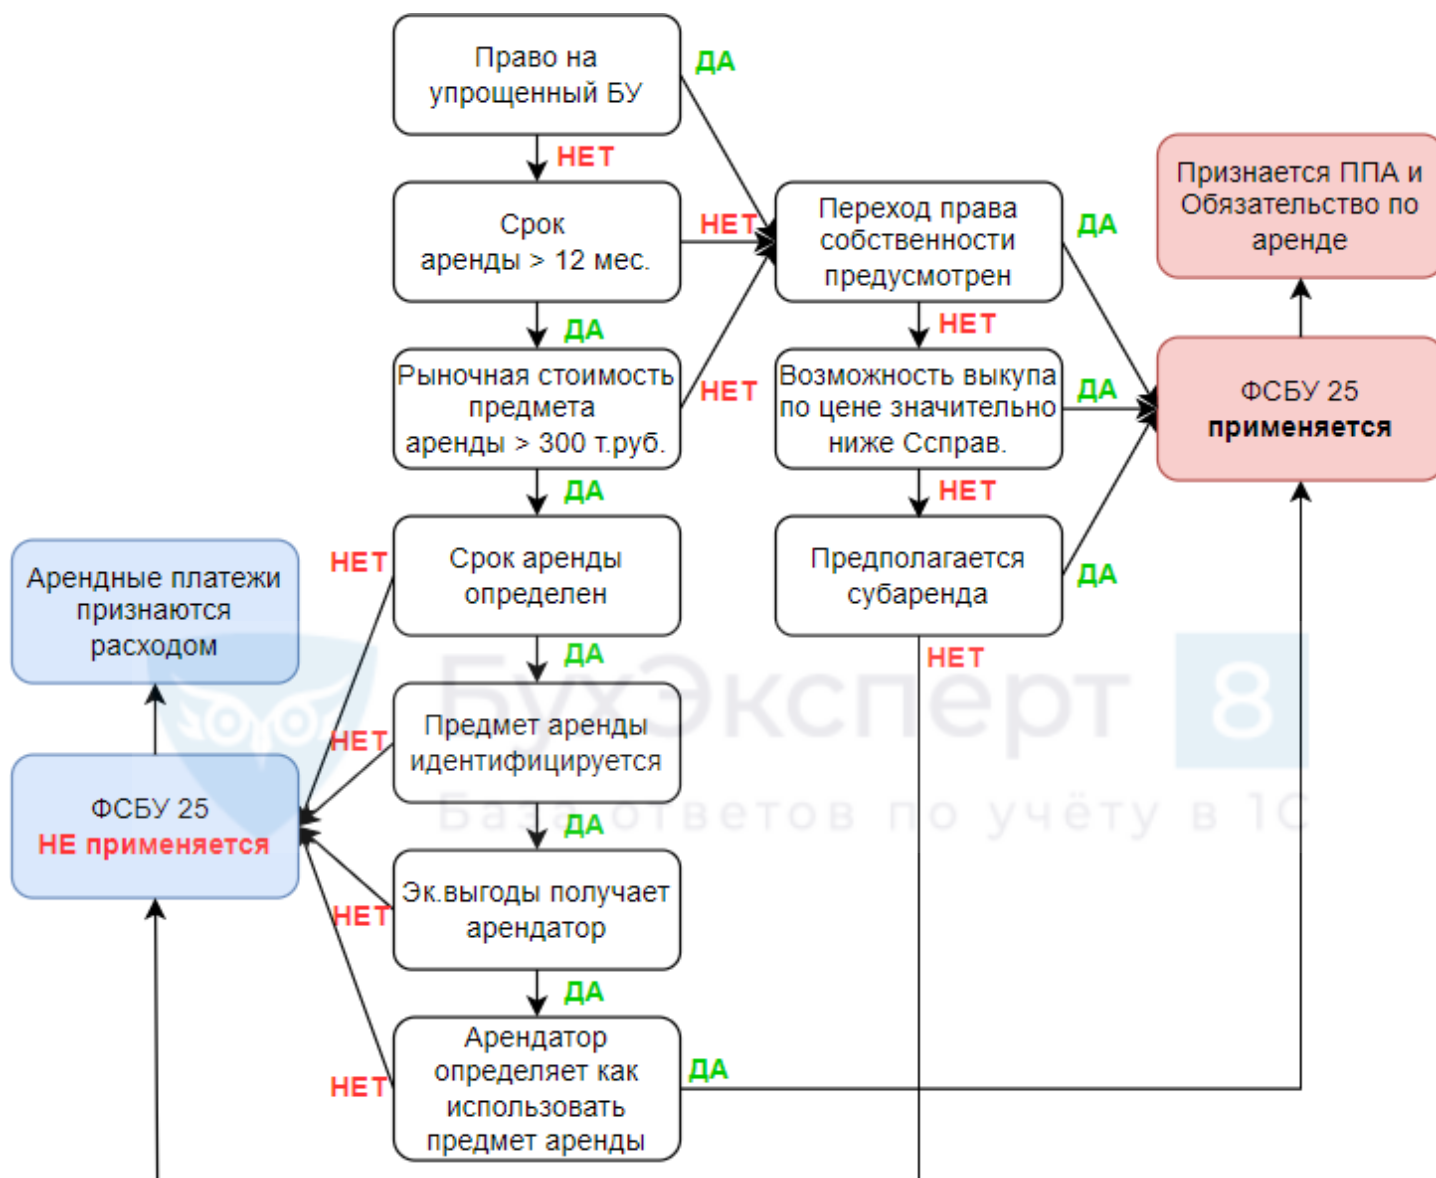 Право на
упрощенный БУ
ДА
НЕТ
Срок
аренды > 12 мес.
НЕТ
Переход права
собственности
предусмотрен
ДА
Признается ППА и
Обязательство по
аренде
ДА
НЕТ
Рыночная стоимость
предмета
аренды > 300 т.руб.
НЕТ
Возможность выкупа
по цене значительно
ниже Ссправ.
ДА
ФСБУ 25
применяется
ДА
НЕТ
Срок аренды
определен
НЕТ
Предполагается
субаренда
ДА
Арендные платежи
признаются
расходом
ДА
НЕТ
БухЭксперт 8
База ответов по учёту в 1С
Предмет аренды
идентифицируется
НЕТ
ФСБУ 25
НЕ применяется
ДА
Эк.выгоды получает
арендатор
НЕТ
ДА
Арендатор
определяет как
использовать
предмет аренды
НЕТ
ДА